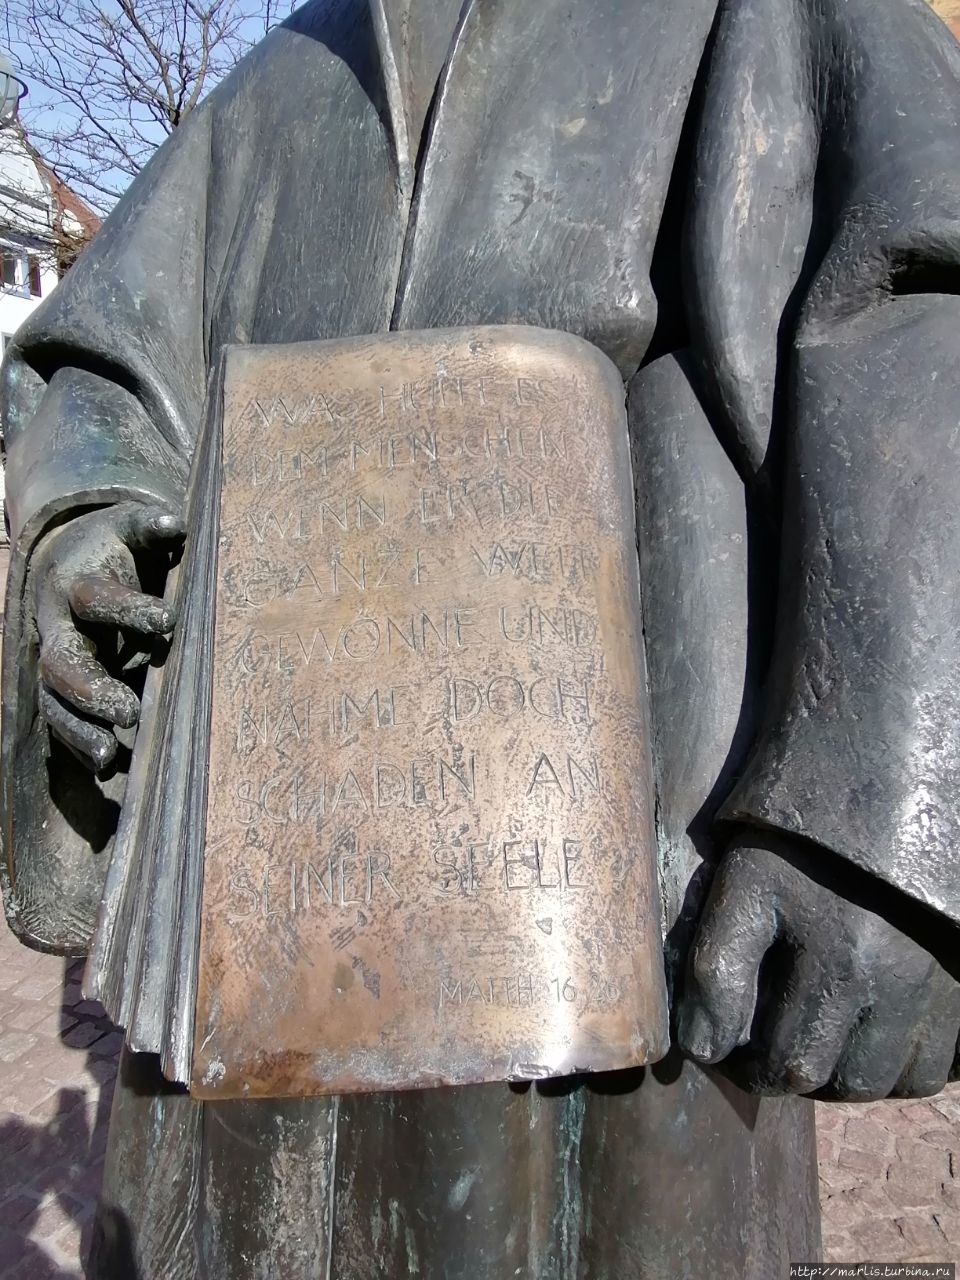 WAS HÜLFE ES
DEM MENSCHEN
WENN ER DIE
GANZE WELT
GEWÖNNE UND
NÄHME DOCH
SCHADEN AN
SEINER SEELE
MATTH 16,26
http://marlis.turbina.ru